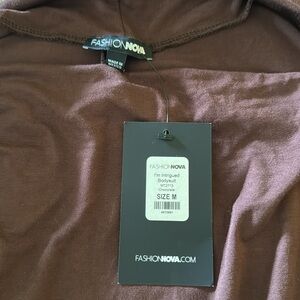 FASHIONNOVA
FASHIONNOVA
I'm Intrigued
Bodysuit
Chocolate
SIZE M
FASHIONNOVA.COM